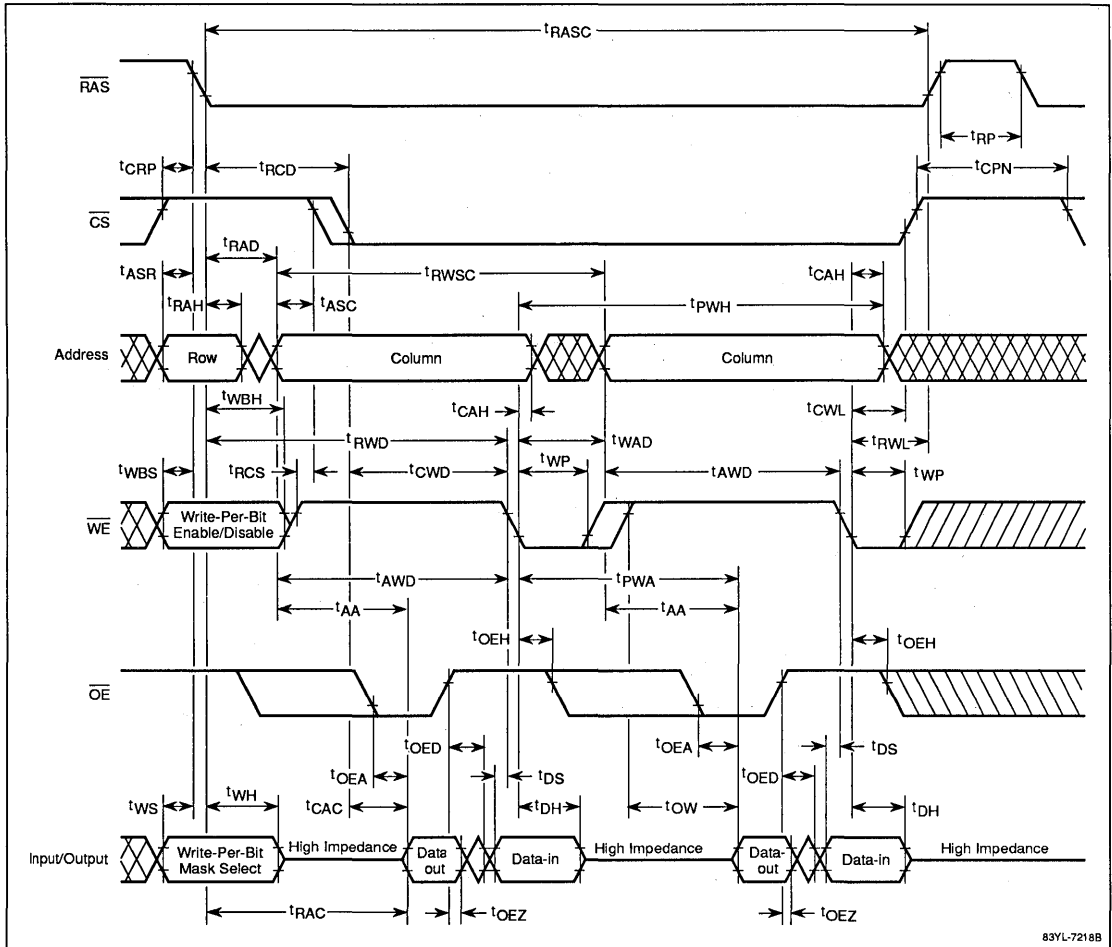 tRASC
RAS
tRP
tCRP
tRCD
tCPN
CS
tRAD
tASR
tRWSC
tCAH
tRAH
tASC
tPWH
Address
Row
Column
Column
tWBH
tCAH
tCWL
tRWD
tWAD
tRWL
tWBS
tRCS
tCWD
tWP
tAWD
tWP
WE
Write-Per-Bit
Enable/Disable
tAWD
tPWA
tAA
tAA
tOEH
tOEH
OE
tOED
tOEA
tDS
tOEA
tOED
tDS
tWS
tWH
tCAC
tDH
tOW
tDH
Input/Output
Write-Per-Bit
Mask Select
High Impedance
Data
out
Data-in
High Impedance
Data-
out
Data-in
High Impedance
tRAC
tOEZ
tOEZ
83YL-7218B